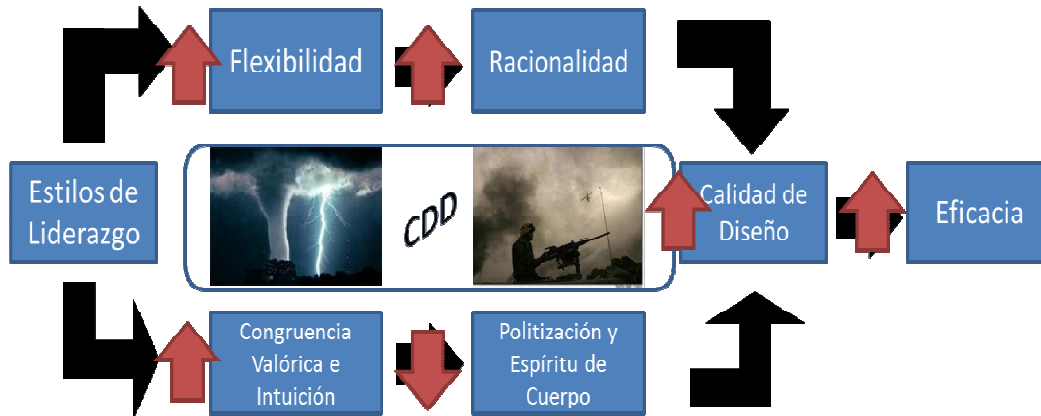 Flexibilidad
Racionalidad
Estilos de
Liderazgo
CDD
Calidad de
Diseño
Eficacia
Congruencia
Valórica e
Intuición
Politización y
Espíritu de
Cuerpo